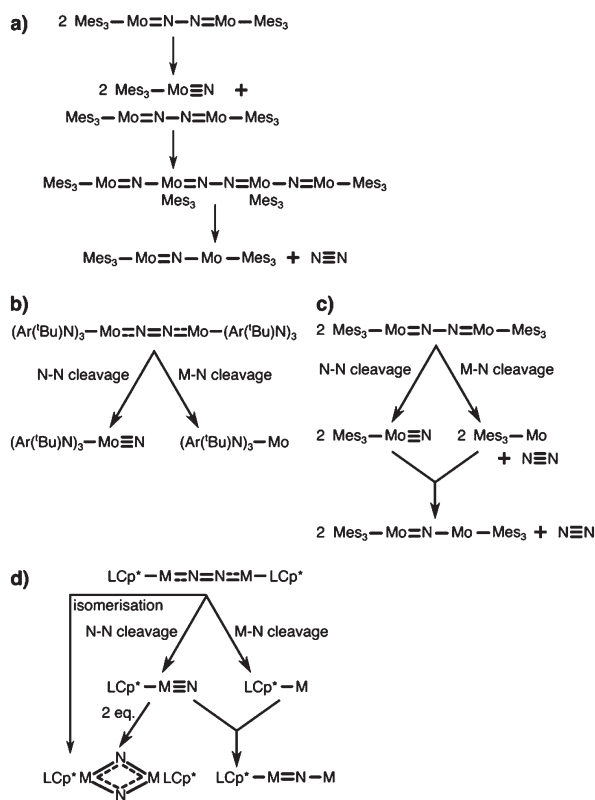 a)
2 Mes₃—Mo=N—N=Mo—Mes₃
2 Mes₃—Mo≡N +
Mes₃—Mo=N—N=Mo—Mes₃
Mes₃—Mo=N—Mo=N—N=Mo—N=Mo—Mes₃
Mes₃ Mes₃
Mes₃—Mo=N—Mo—Mes₃ + N≡N
b)
(Ar(ᵗBu)N)₃—Mo=N=N=Mo—(Ar(ᵗBu)N)₃
N-N cleavage M-N cleavage
(Ar(ᵗBu)N)₃—Mo≡N (Ar(ᵗBu)N)₃—Mo
c)
2 Mes₃—Mo=N—N=Mo—Mes₃
N-N cleavage M-N cleavage
2 Mes₃—Mo≡N 2 Mes₃—Mo
+ N≡N
2 Mes₃—Mo=N—Mo—Mes₃ + N≡N
d)
LCp*—M=N=N=M—LCp*
isomerisation
N-N cleavage M-N cleavage
LCp*—M≡N LCp*—M
2 eq.
N
LCp* M M LCp* LCp*—M=N—M
N